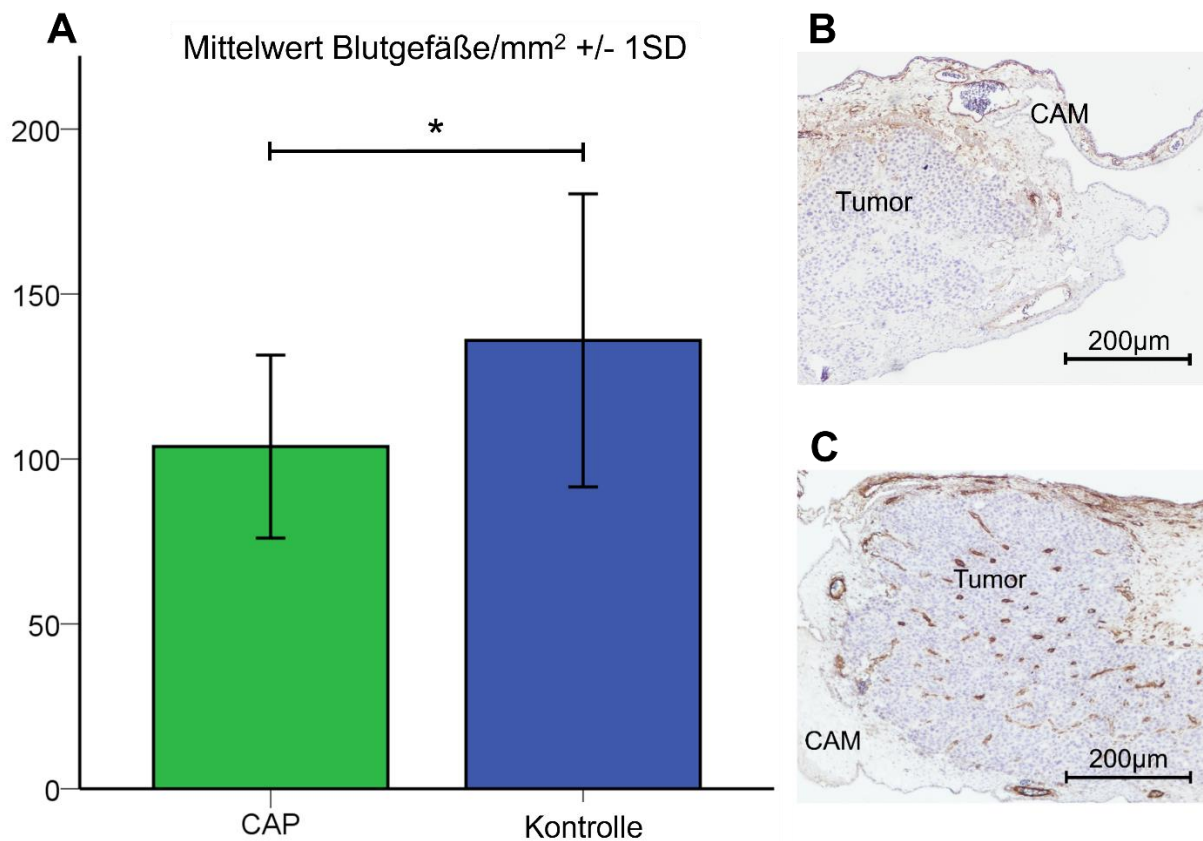 A
Mittelwert Blutgefäße/mm² +/- 1SD
*
200
150
100
50
0
CAP
Kontrolle
B
CAM
Tumor
200µm
C
Tumor
CAM
200µm